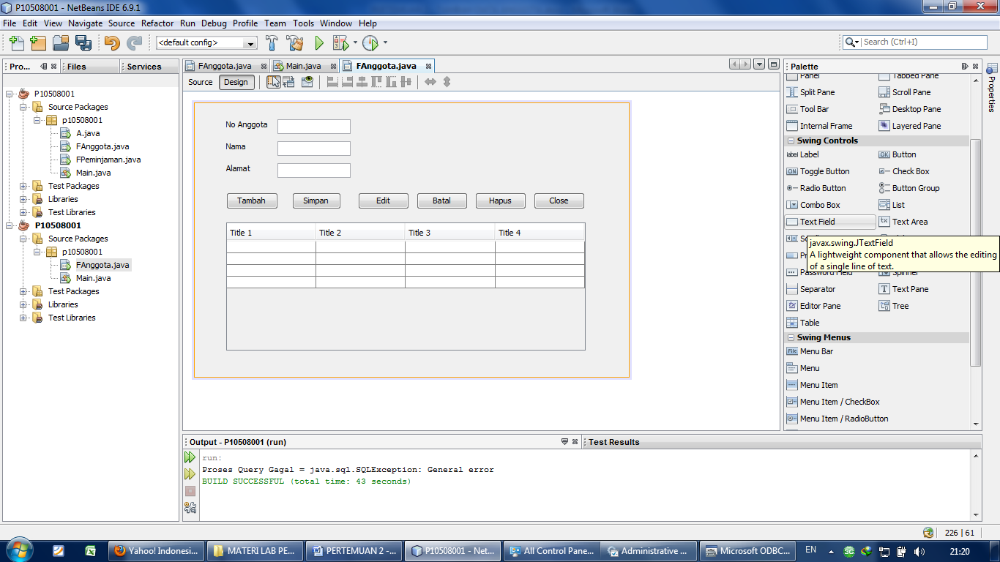 P10508001 - NetBeans IDE 6.9.1
File Edit View Navigate Source Refactor Run Debug Profile Team Tools Window Help
<default config>
Search (Ctrl+I)
Pro... Files Services
P10508001
Source Packages
p10508001
A.java
FAnggota.java
FPeminjaman.java
Main.java
Test Packages
Libraries
Test Libraries
P10508001
Source Packages
p10508001
FAnggota.java
Main.java
Test Packages
Libraries
Test Libraries
FAnggota.java Main.java FAnggota.java
Source Design
No Anggota
Nama
Alamat
Tambah Simpan Edit Batal Hapus Close
Title 1 Title 2 Title 3 Title 4
Palette
Panel Tabbed Pane
Split Pane Scroll Pane
Tool Bar Desktop Pane
Internal Frame Layered Pane
Swing Controls
Label Button
Toggle Button Check Box
Radio Button Button Group
Combo Box List
Text Field Text Area
javax.swing.JTextField
A lightweight component that allows the editing
of a single line of text.
Password Field Spinner
Separator Text Pane
Editor Pane Tree
Table
Swing Menus
Menu Bar
Menu
Menu Item
Menu Item / CheckBox
Menu Item / RadioButton
Properties
Output - P10508001 (run)
Test Results
run:
Proses Query Gagal = java.sql.SQLException: General error
BUILD SUCCESSFUL (total time: 43 seconds)
226 | 61
Yahoo! Indonesi... MATERI LAB PE... PERTEMUAN 2 -... P10508001 - Net... All Control Pane... Administrative ... Microsoft ODBC... EN 3G 21:20